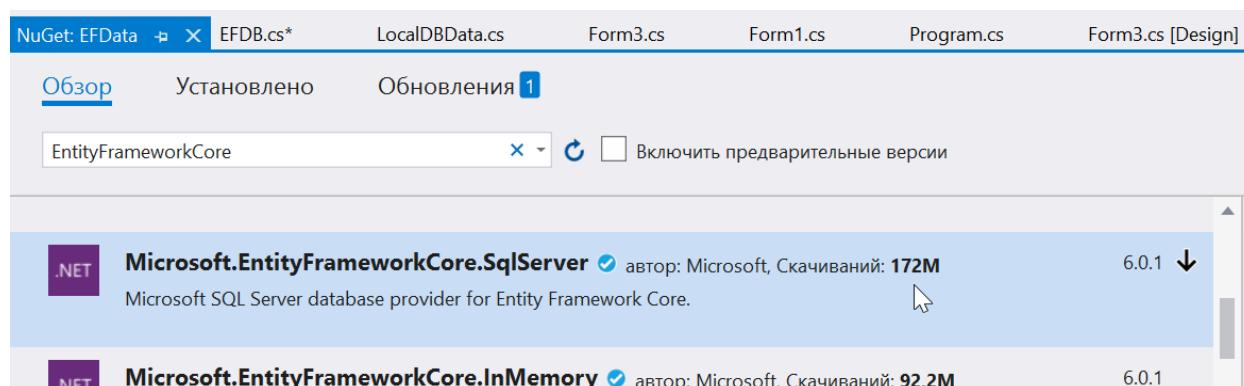 NuGet: EFData EFDB.cs* LocalDBData.cs Form3.cs Form1.cs Program.cs Form3.cs [Design]
Обзор Установлено Обновления 1
EntityFrameworkCore Включить предварительные версии
.NET Microsoft.EntityFrameworkCore.SqlServer автор: Microsoft, Скачиваний: 172M 6.0.1
Microsoft SQL Server database provider for Entity Framework Core.
.NET Microsoft.EntityFrameworkCore.InMemory автор: Microsoft, Скачиваний: 92,2M 6.0.1